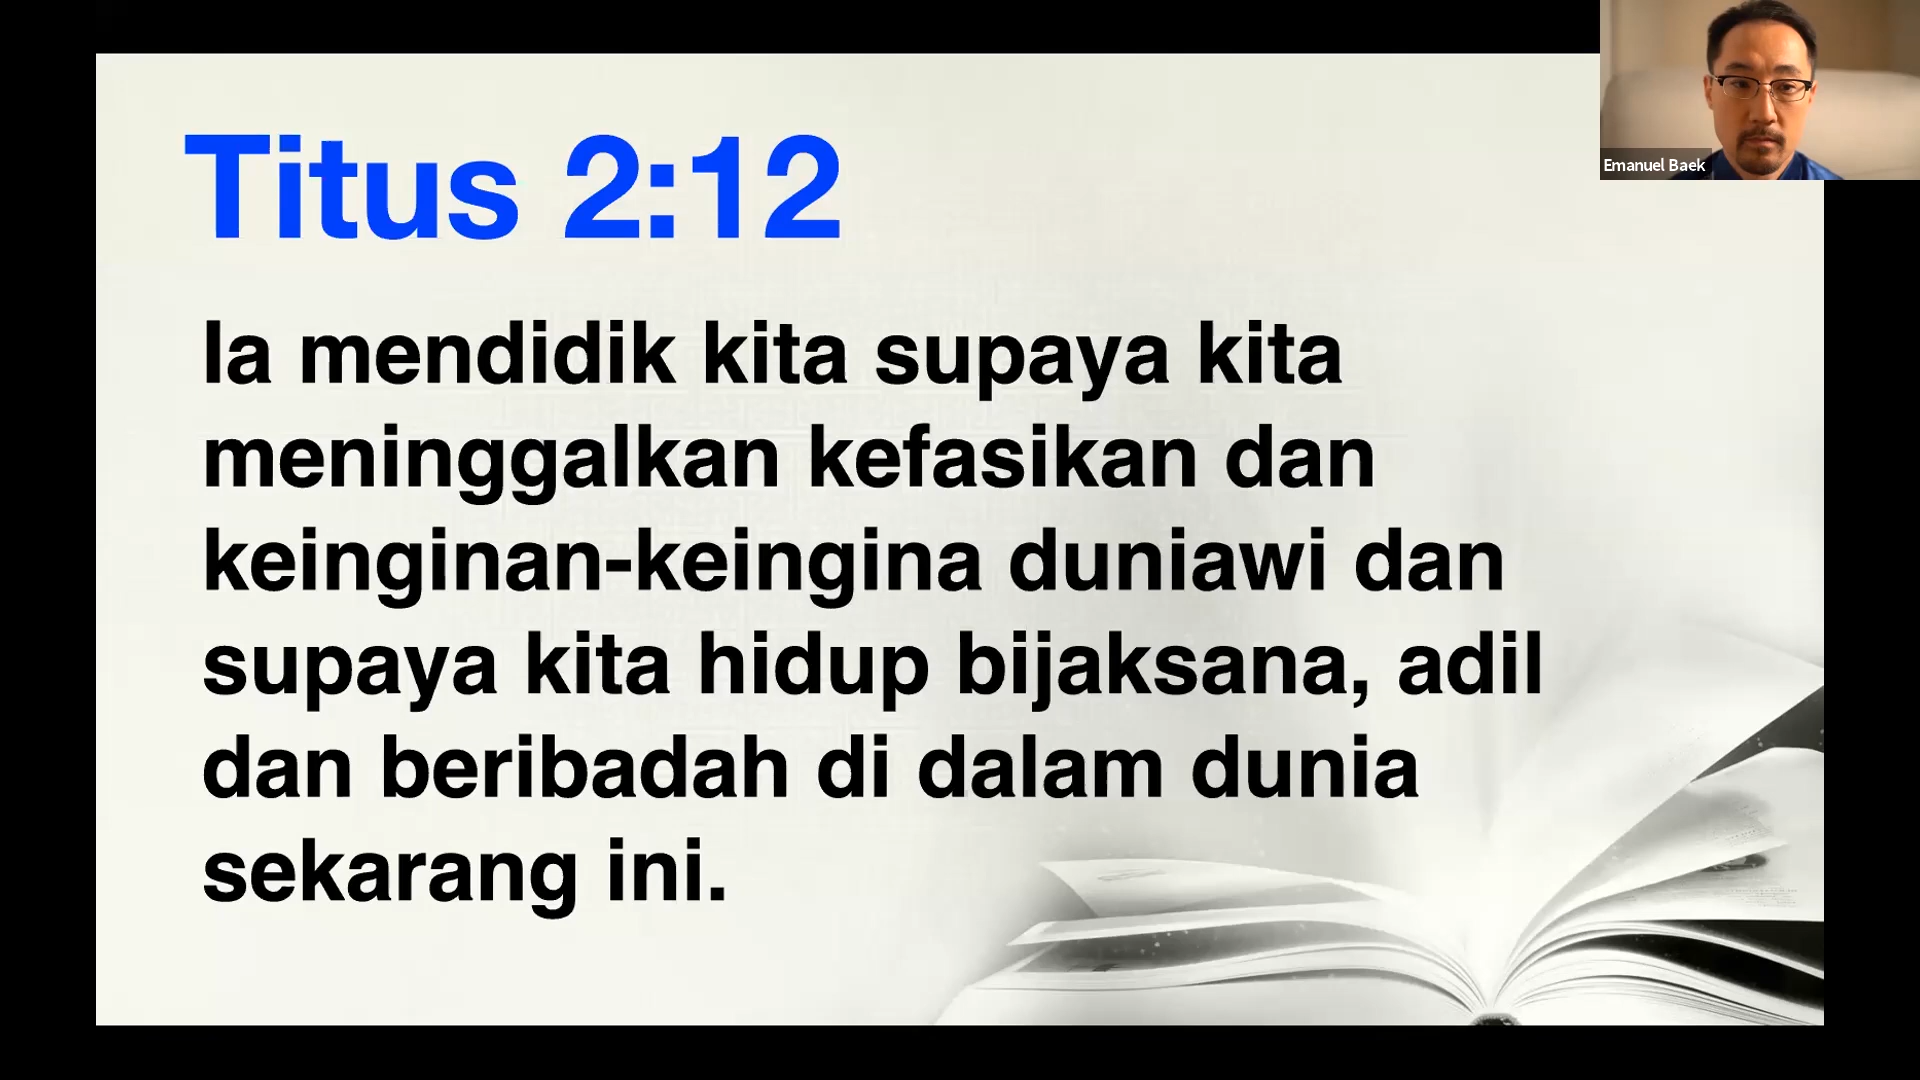 Titus 2:12
Ia mendidik kita supaya kita
meninggalkan kefasikan dan
keinginan-keingina duniawi dan
supaya kita hidup bijaksana, adil
dan beribadah di dalam dunia
sekarang ini.
Emanuel Baek